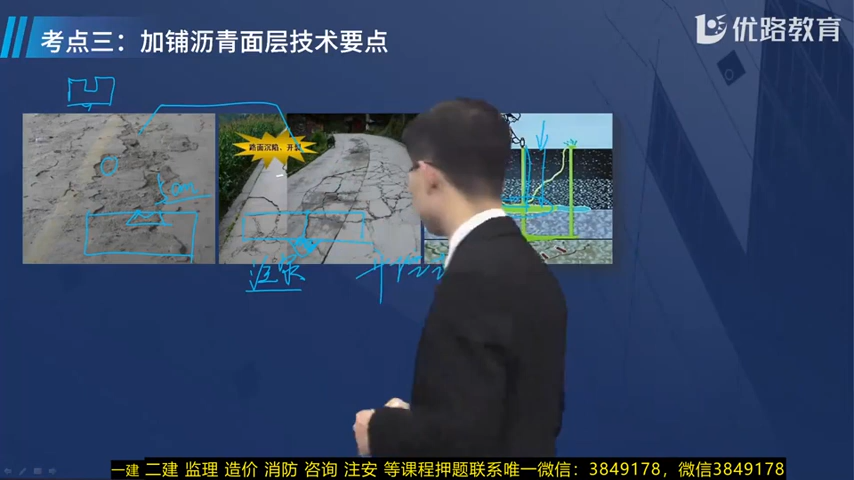 考点三：加铺沥青面层技术要点
优路教育
路面沉陷、开裂
5cm
注浆
一建 二建 监理 造价 消防 咨询 注安 等课程押题联系唯一微信：3849178，微信3849178